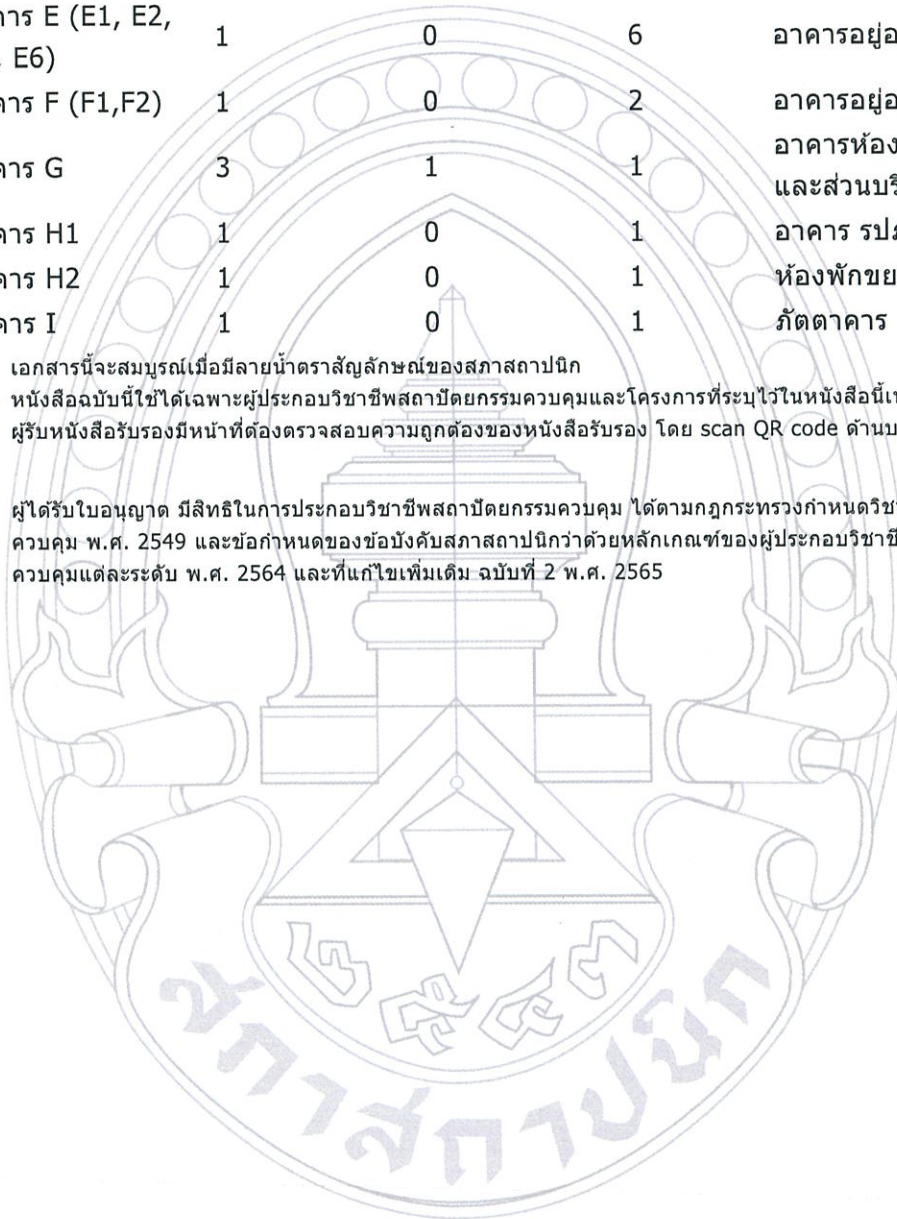 คาร E (E1, E2, 1 0 6 อาคารอยู่อ
E6)
คาร F (F1,F2) 1 0 2 อาคารอยู่อ
คาร G 3 1 1 อาคารห้อง
และส่วนบริ
คาร H1 1 0 1 อาคาร รปภ
คาร H2 1 0 1 ห้องพักขย
คาร I 1 0 1 ภัตตาคาร
เอกสารนี้จะสมบูรณ์เมื่อมีลายน้ำตราสัญลักษณ์ของสภาสถาปนิก
หนังสือฉบับนี้ใช้ได้เฉพาะผู้ประกอบวิชาชีพสถาปัตยกรรมควบคุมและโครงการที่ระบุไว้ในหนังสือนี้เท
ผู้รับหนังสือรับรองมีหน้าที่ต้องตรวจสอบความถูกต้องของหนังสือรับรอง โดย scan QR code ด้านบ
ผู้ได้รับใบอนุญาต มีสิทธิในการประกอบวิชาชีพสถาปัตยกรรมควบคุม ได้ตามกฎกระทรวงกำหนดวิชา
ควบคุม พ.ศ. 2549 และข้อกำหนดของข้อบังคับสภาสถาปนิกว่าด้วยหลักเกณฑ์ของผู้ประกอบวิชาชี
ควบคุมแต่ละระดับ พ.ศ. 2564 และที่แก้ไขเพิ่มเติม ฉบับที่ 2 พ.ศ. 2565
๒๕๔๓
สภาสถาปนิก